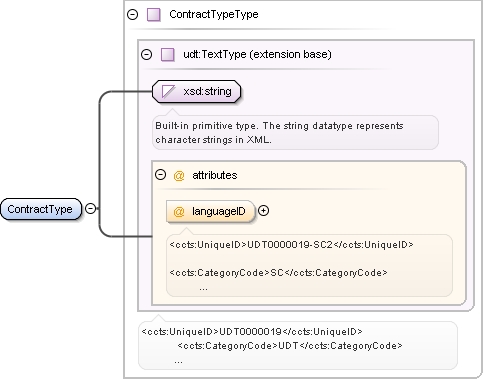 ContractTypeType
udt:TextType (extension base)
xsd:string
Built-in primitive type. The string datatype represents
character strings in XML.
@ attributes
@ languageID
ContractType
<ccts:UniqueID>UDT0000019-SC2</ccts:UniqueID>
<ccts:CategoryCode>SC</ccts:CategoryCode>
...
<ccts:UniqueID>UDT0000019</ccts:UniqueID>
<ccts:CategoryCode>UDT</ccts:CategoryCode>
...